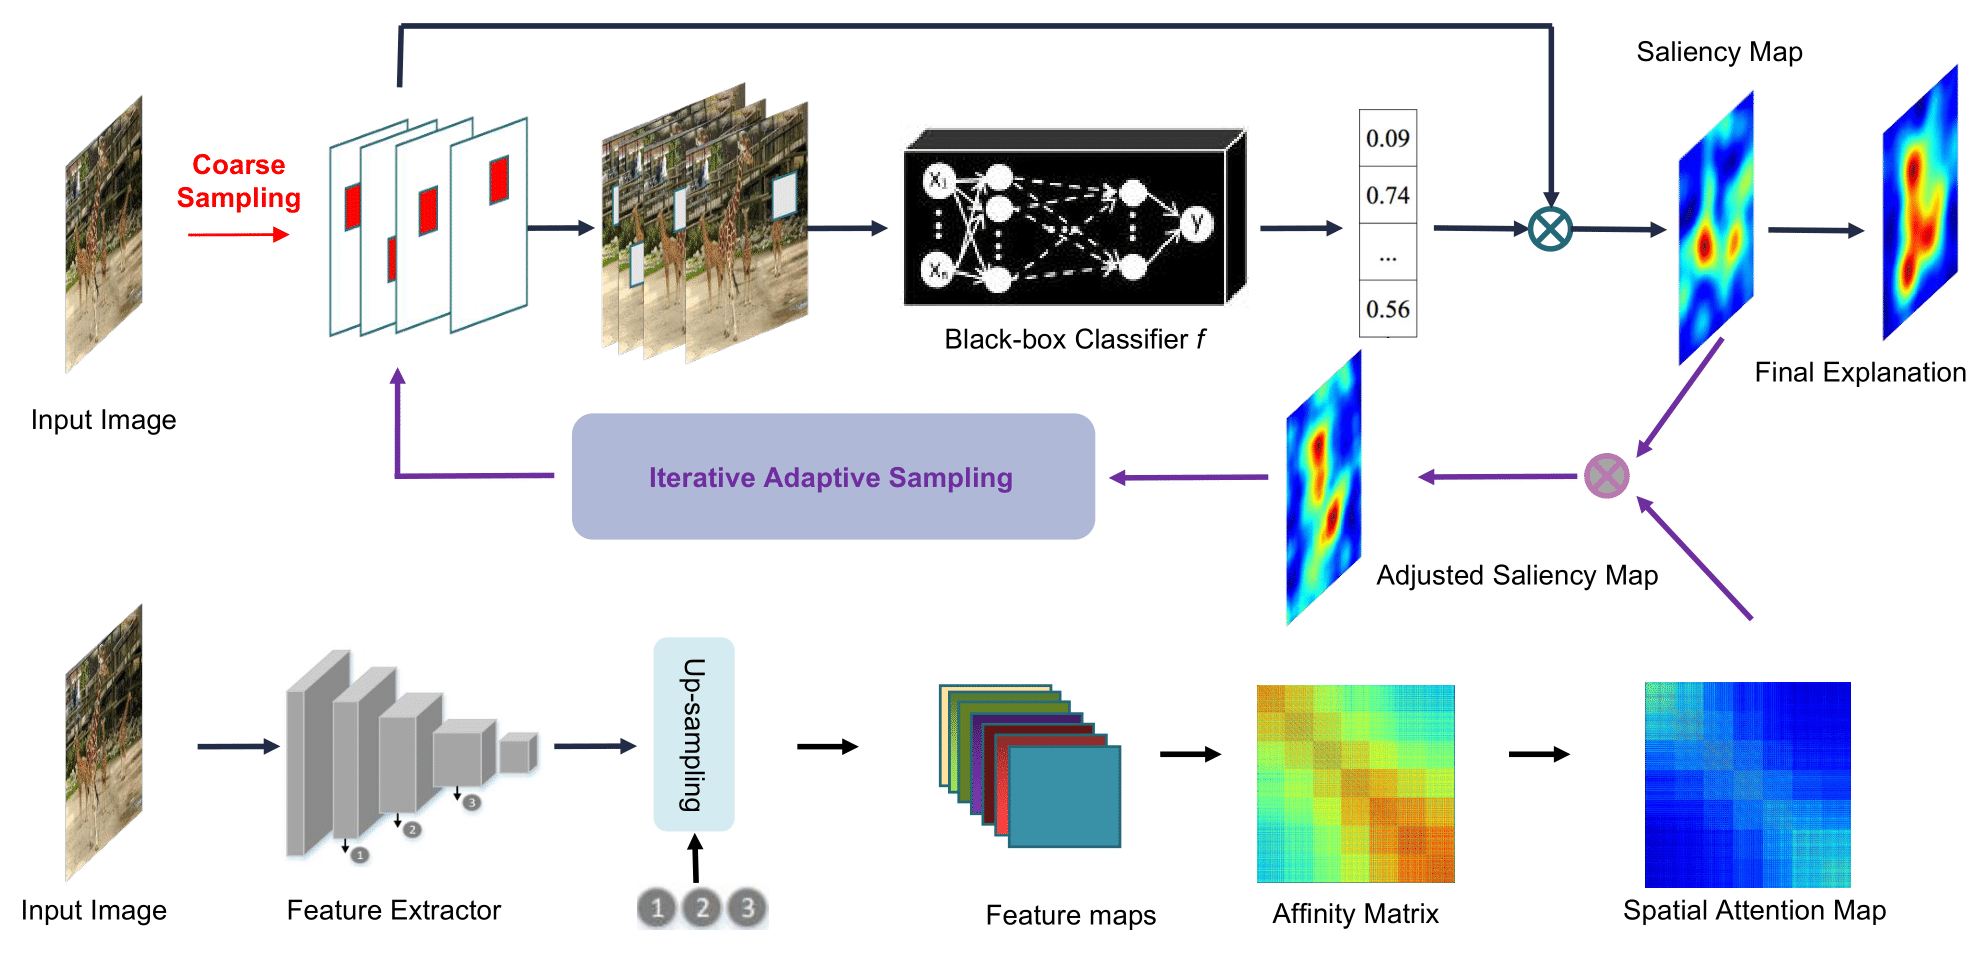 Saliency Map
Coarse
Sampling
x1
xn
y
0.09
0.74
...
0.56
Black-box Classifier f
Final Explanation
Input Image
Iterative Adaptive Sampling
Adjusted Saliency Map
Up-sampling
1
2
3
1 2 3
Input Image
Feature Extractor
Feature maps
Affinity Matrix
Spatial Attention Map